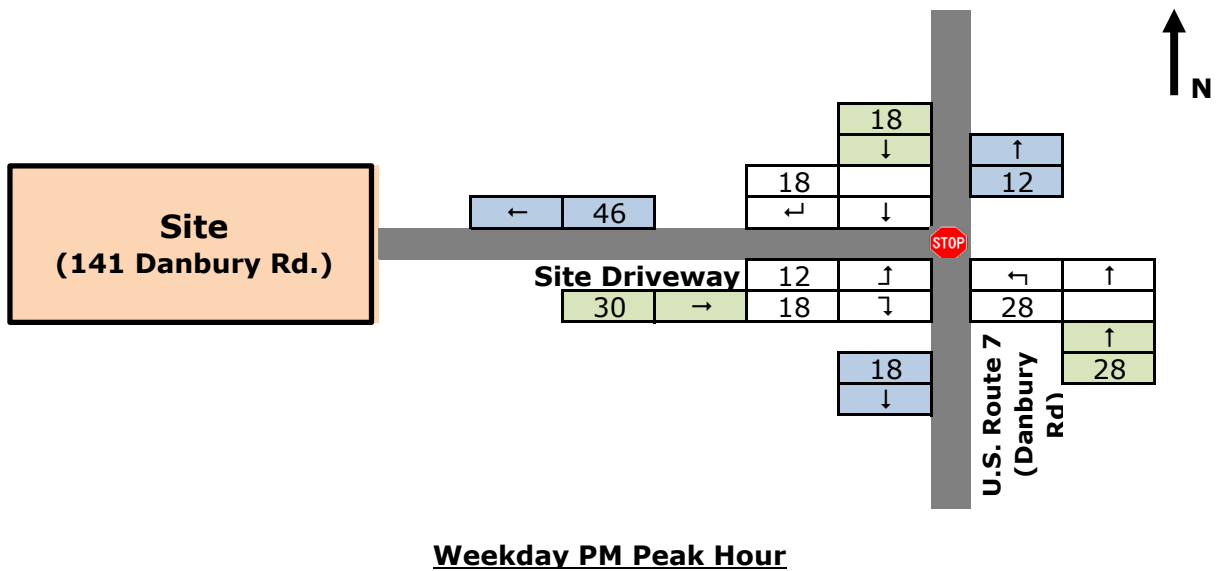 N
18
↓
↑
18
12
← 46
↵ ↓
Site
(141 Danbury Rd.)
STOP
Site Driveway
12 ↥
↰ ↑
30 → 18 ↴
28
↑
18
28
↓
U.S. Route 7
(Danbury
Rd)
Weekday PM Peak Hour